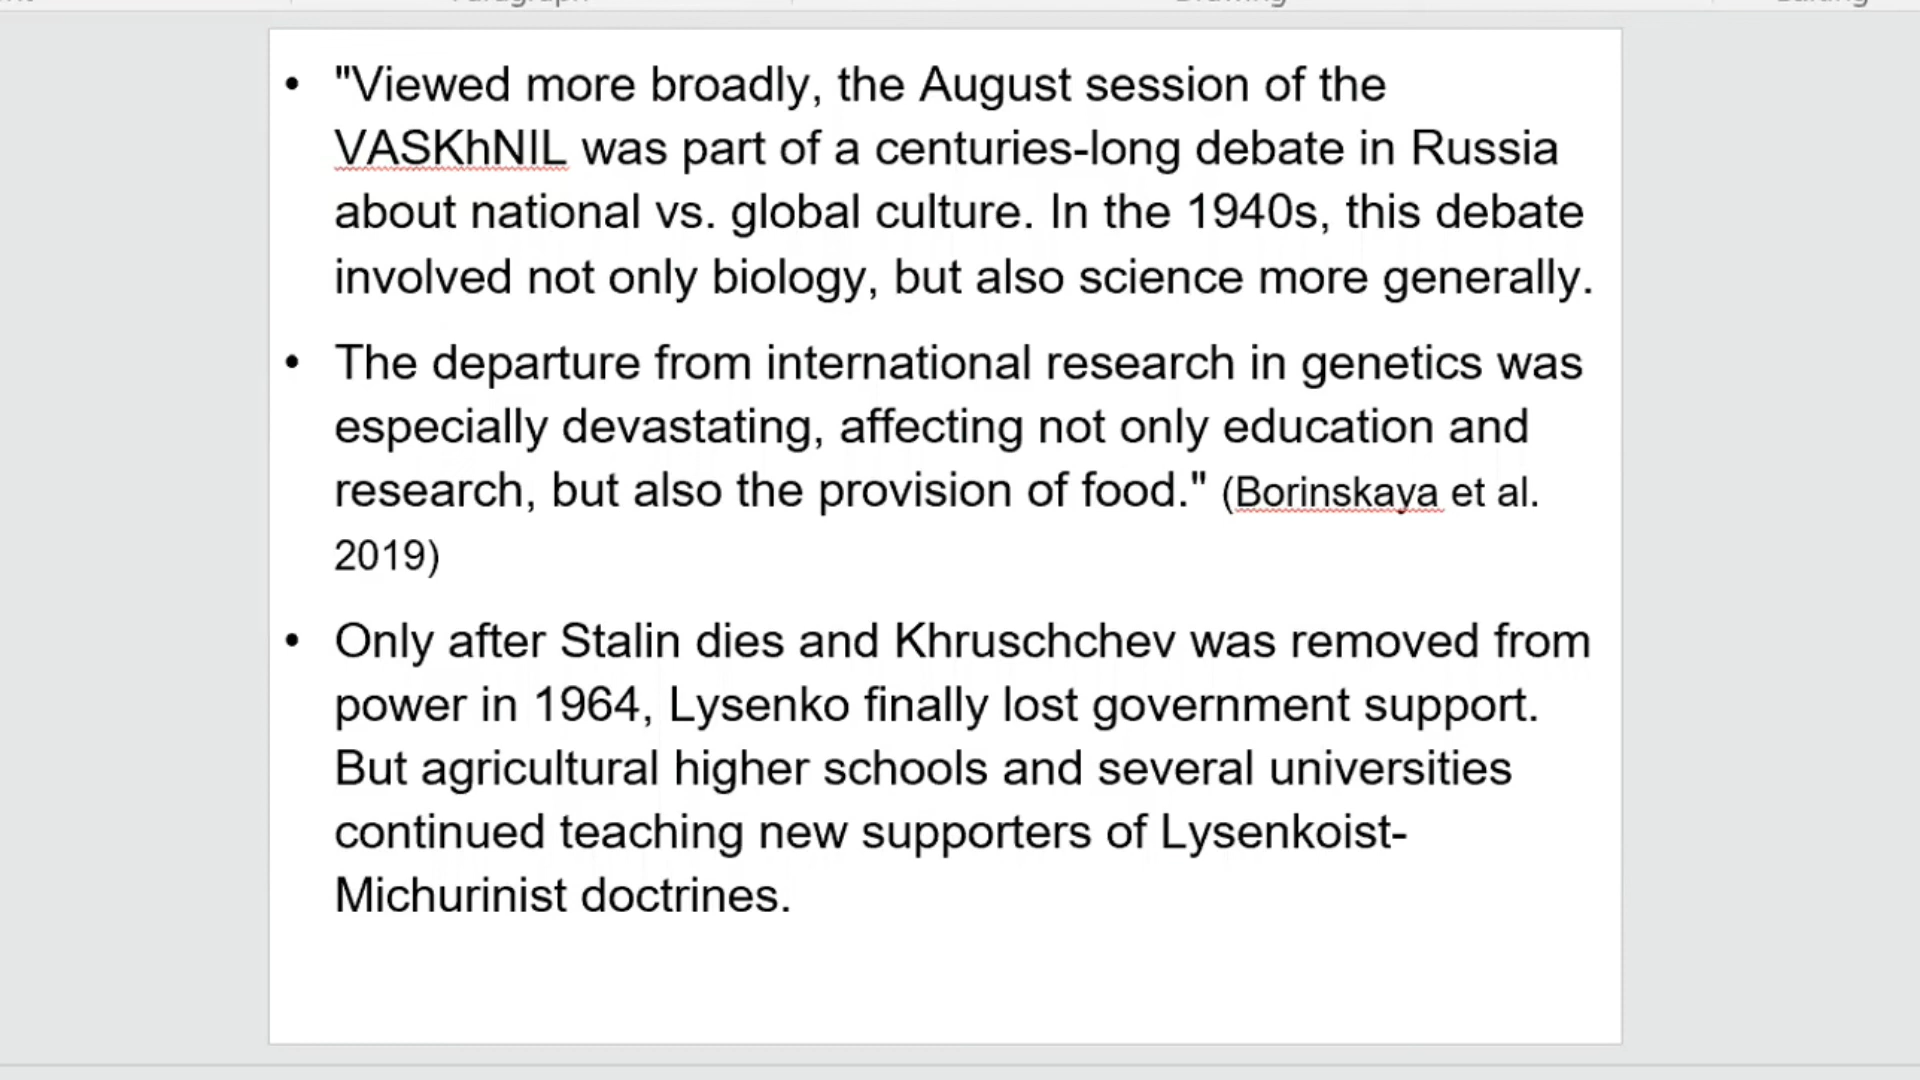 • "Viewed more broadly, the August session of the
VASKhNIL was part of a centuries-long debate in Russia
about national vs. global culture. In the 1940s, this debate
involved not only biology, but also science more generally.
• The departure from international research in genetics was
especially devastating, affecting not only education and
research, but also the provision of food." (Borinskaya et al.
2019)
• Only after Stalin dies and Khruschchev was removed from
power in 1964, Lysenko finally lost government support.
But agricultural higher schools and several universities
continued teaching new supporters of Lysenkoist-
Michurinist doctrines.